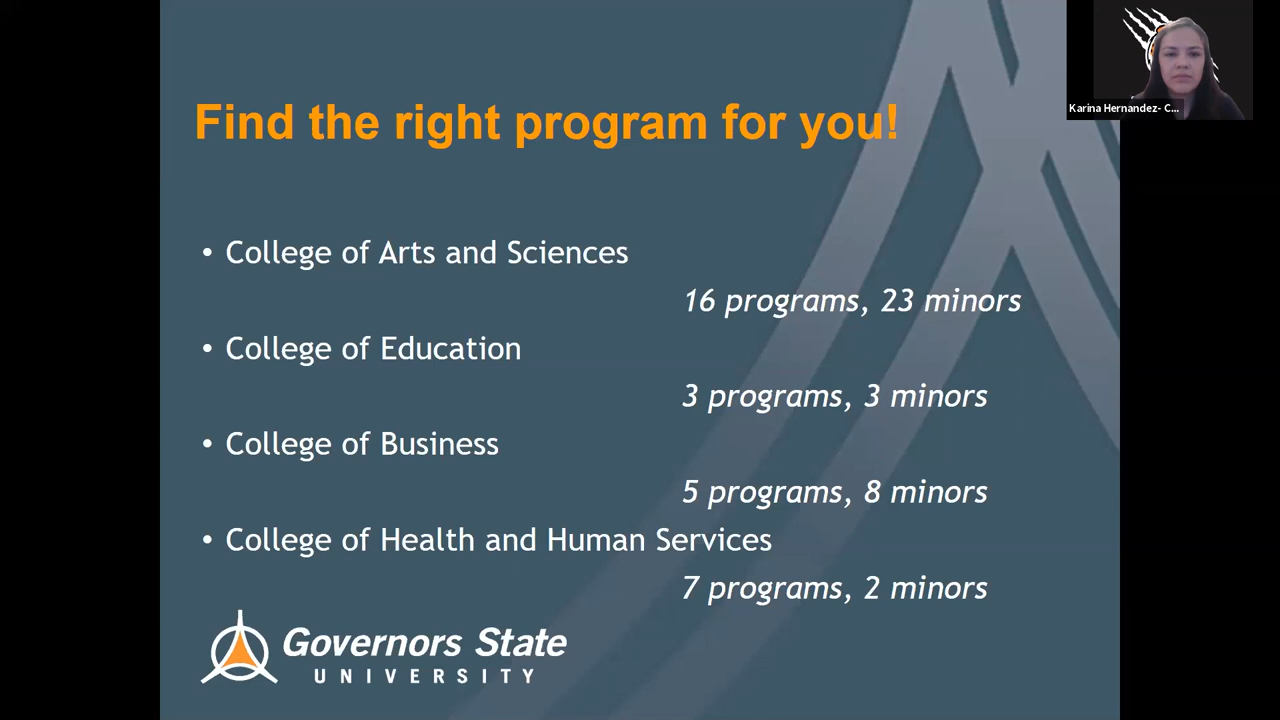 Find the right program for you!
• College of Arts and Sciences
16 programs, 23 minors
• College of Education
3 programs, 3 minors
• College of Business
5 programs, 8 minors
• College of Health and Human Services
7 programs, 2 minors
Governors State
UNIVERSITY
Karina Hernandez- C...